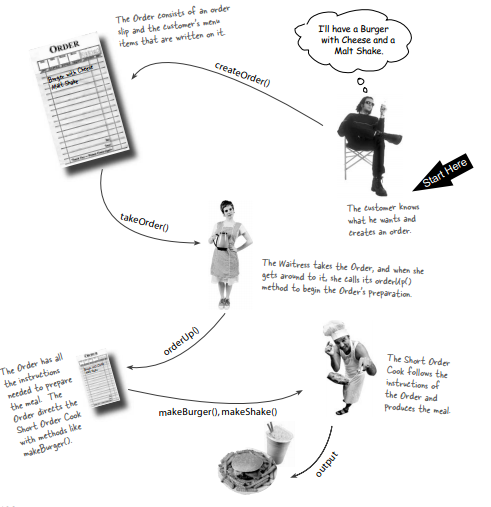 The Order consists of an order
slip and the customer's menu
items that are written on it.
I'll have a Burger
with Cheese and a
Malt Shake.
ORDER
Burger with Cheese
Malt Shake
createOrder()
Start Here
The customer knows
what he wants and
creates an order.
takeOrder()
The Waitress takes the Order, and when she
gets around to it, she calls its orderUp()
method to begin the Order's preparation.
orderUp()
The Order has all
the instructions
needed to prepare
the meal. The
Order directs the
Short Order Cook
with methods like
makeBurger().
ORDER
makeBurger(), makeShake()
The Short Order
Cook follows the
instructions of
the Order and
produces the meal.
output